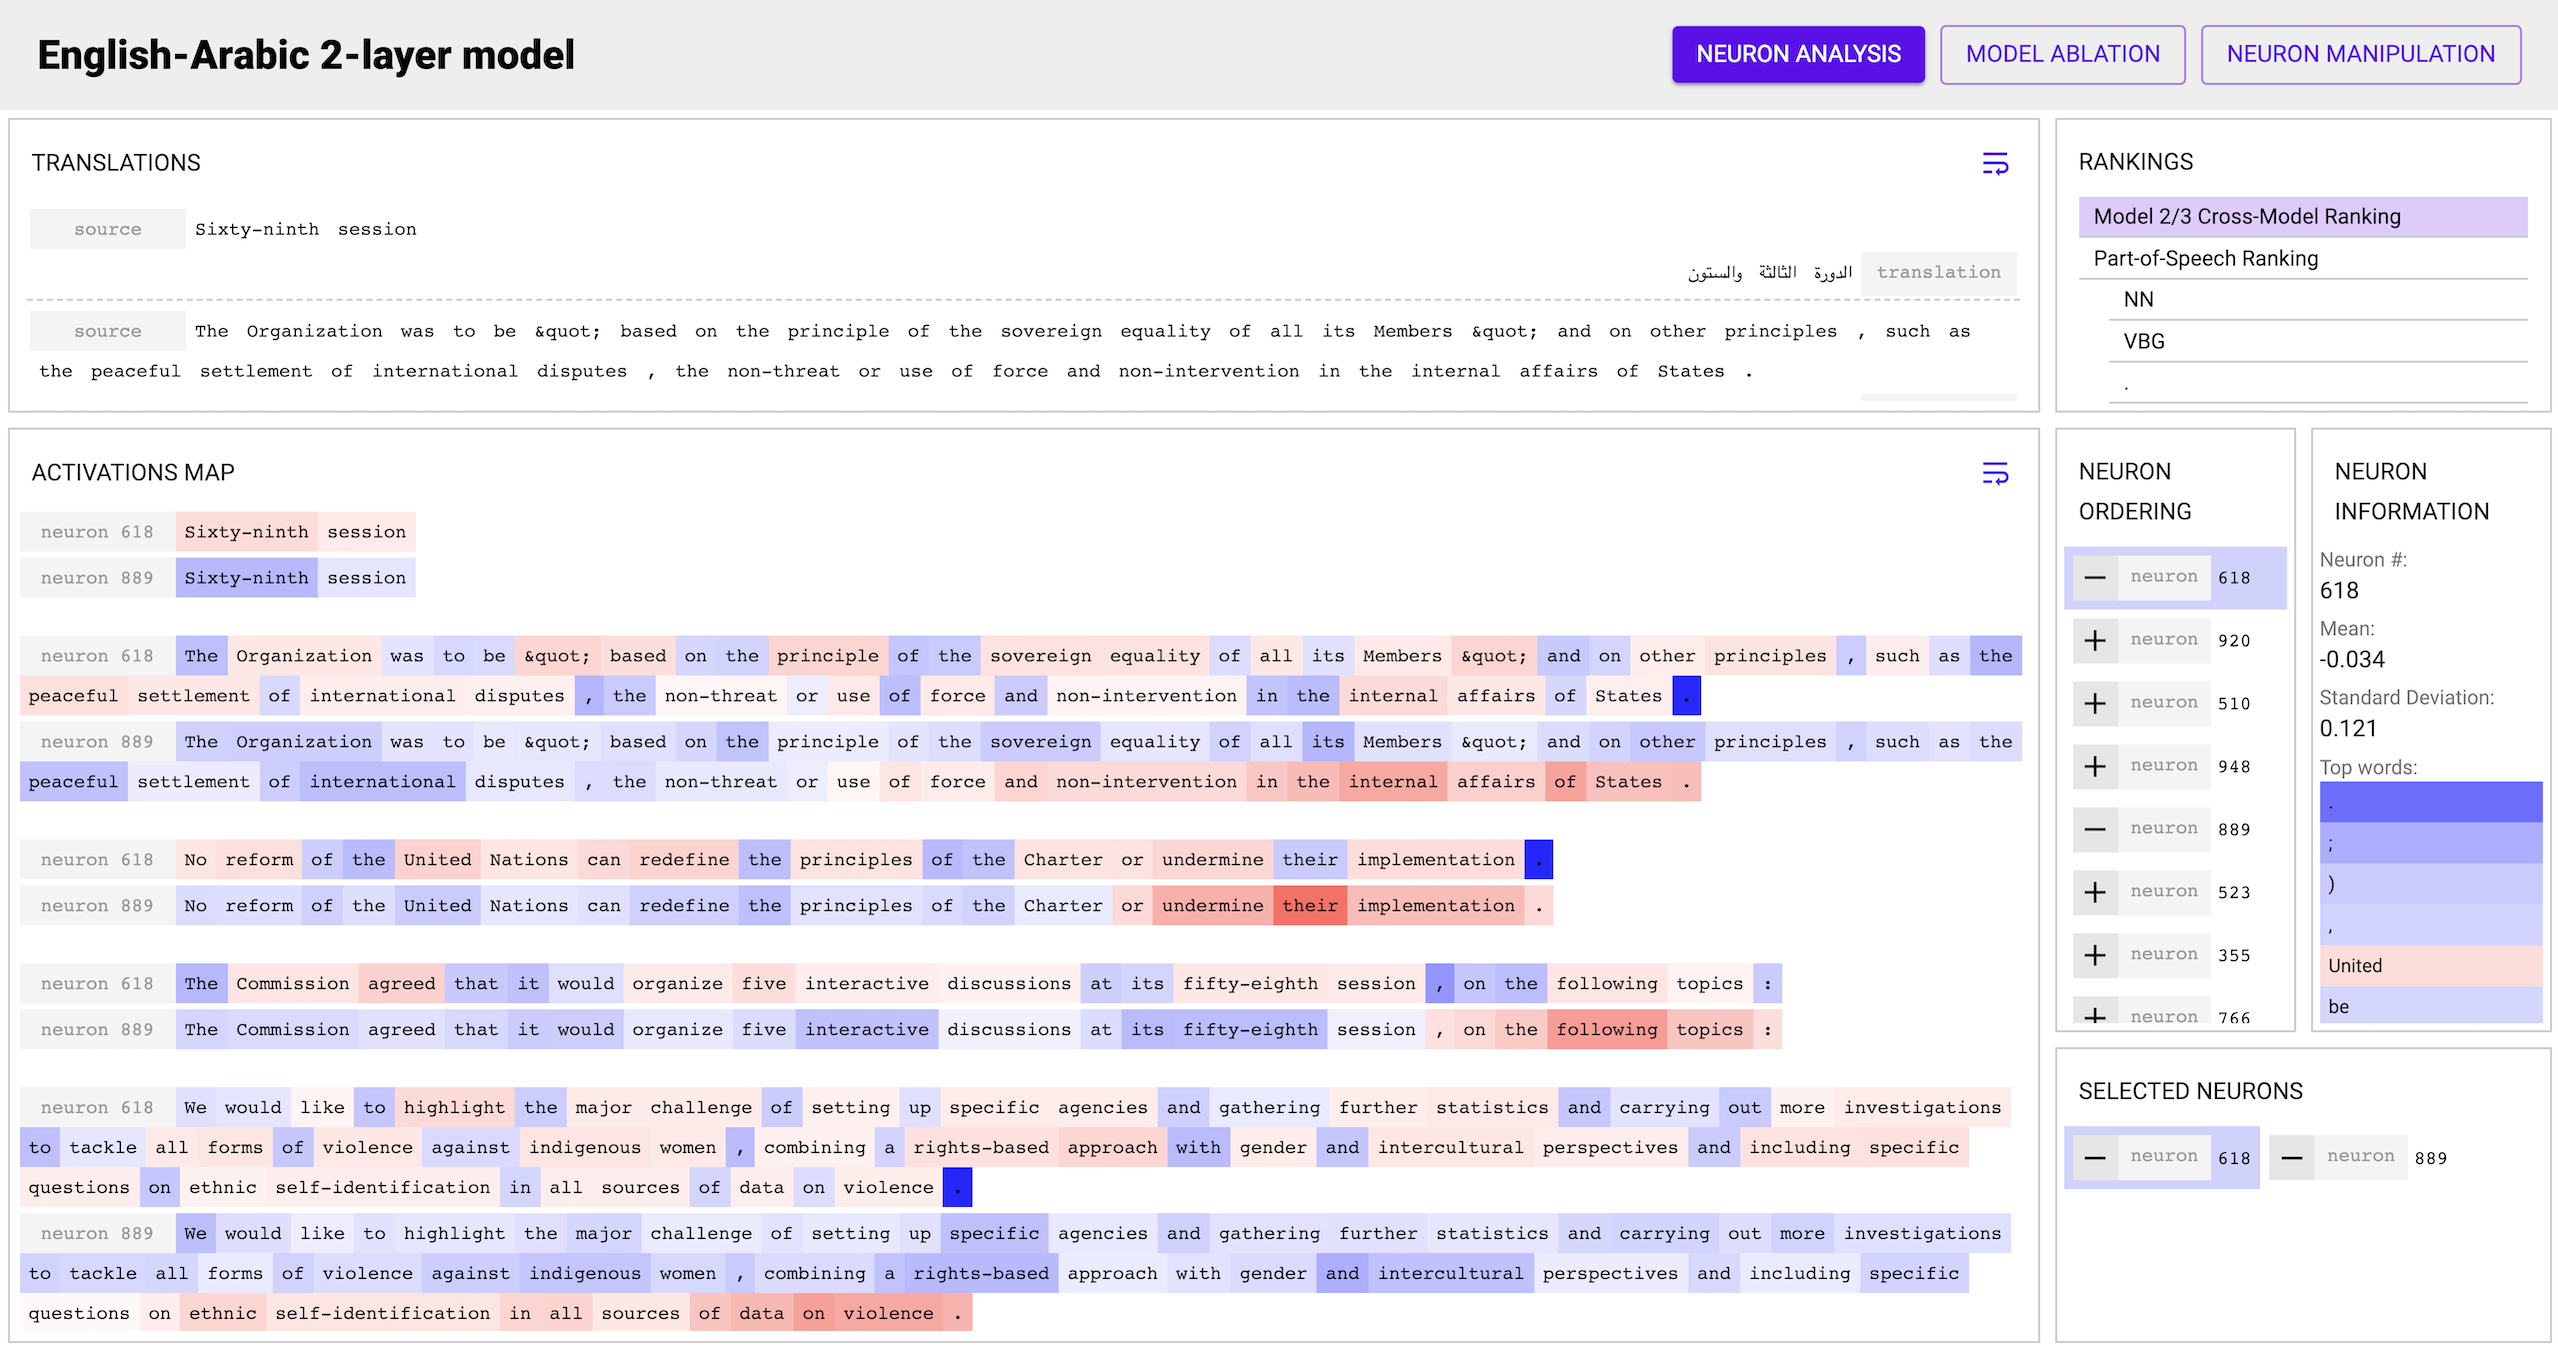 English-Arabic 2-layer model
NEURON ANALYSIS
MODEL ABLATION
NEURON MANIPULATION
TRANSLATIONS
source Sixty-ninth session
الدورة الثالثة والستون translation
source The Organization was to be &quot; based on the principle of the sovereign equality of all its Members &quot; and on other principles , such as
the peaceful settlement of international disputes , the non-threat or use of force and non-intervention in the internal affairs of States .
RANKINGS
Model 2/3 Cross-Model Ranking
Part-of-Speech Ranking
NN
VBG
.
ACTIVATIONS MAP
neuron 618 Sixty-ninth session
neuron 889 Sixty-ninth session
neuron 618 The Organization was to be &quot; based on the principle of the sovereign equality of all its Members &quot; and on other principles , such as the
peaceful settlement of international disputes , the non-threat or use of force and non-intervention in the internal affairs of States .
neuron 889 The Organization was to be &quot; based on the principle of the sovereign equality of all its Members &quot; and on other principles , such as the
peaceful settlement of international disputes , the non-threat or use of force and non-intervention in the internal affairs of States .
neuron 618 No reform of the United Nations can redefine the principles of the Charter or undermine their implementation .
neuron 889 No reform of the United Nations can redefine the principles of the Charter or undermine their implementation .
neuron 618 The Commission agreed that it would organize five interactive discussions at its fifty-eighth session , on the following topics :
neuron 889 The Commission agreed that it would organize five interactive discussions at its fifty-eighth session , on the following topics :
neuron 618 We would like to highlight the major challenge of setting up specific agencies and gathering further statistics and carrying out more investigations
to tackle all forms of violence against indigenous women , combining a rights-based approach with gender and intercultural perspectives and including specific
questions on ethnic self-identification in all sources of data on violence .
neuron 889 We would like to highlight the major challenge of setting up specific agencies and gathering further statistics and carrying out more investigations
to tackle all forms of violence against indigenous women , combining a rights-based approach with gender and intercultural perspectives and including specific
questions on ethnic self-identification in all sources of data on violence .
NEURON
ORDERING
− neuron 618
+ neuron 920
+ neuron 510
+ neuron 948
− neuron 889
+ neuron 523
+ neuron 355
+ neuron 766
NEURON
INFORMATION
Neuron #:
618
Mean:
-0.034
Standard Deviation:
0.121
Top words:
.
;
)
,
United
be
SELECTED NEURONS
− neuron 618 − neuron 889